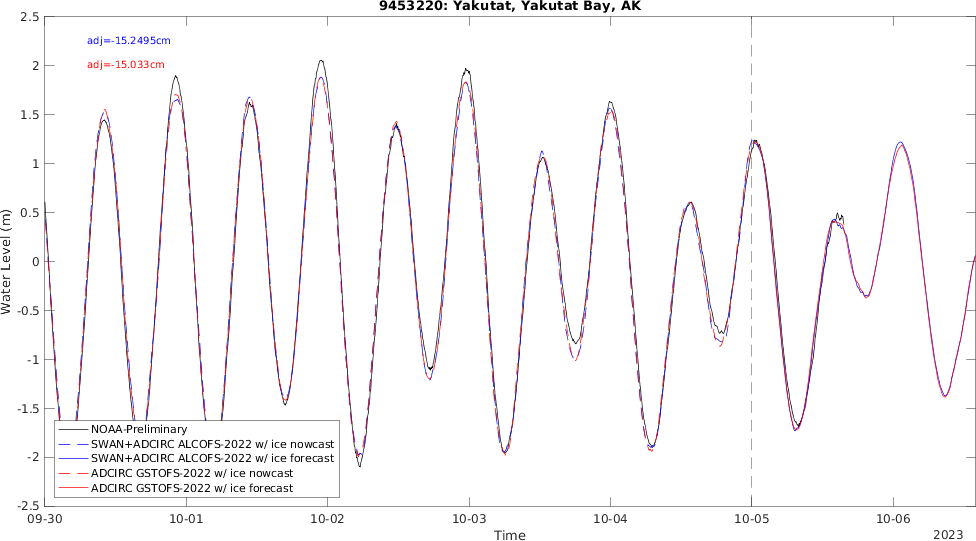 9453220: Yakutat, Yakutat Bay, AK
2.5
2
1.5
1
0.5
0
-0.5
-1
-1.5
-2
-2.5
Water Level (m)
adj=-15.2495cm
adj=-15.033cm
NOAA-Preliminary
SWAN+ADCIRC ALCOFS-2022 w/ ice nowcast
SWAN+ADCIRC ALCOFS-2022 w/ ice forecast
ADCIRC GSTOFS-2022 w/ ice nowcast
ADCIRC GSTOFS-2022 w/ ice forecast
09-30 10-01 10-02 10-03 10-04 10-05 10-06
Time
2023